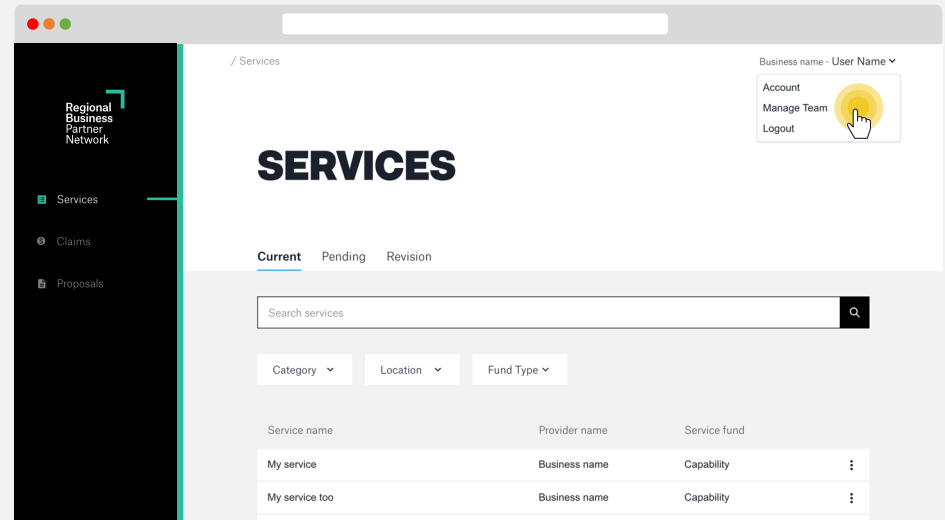 / Services
Business name - User Name
Account
Manage Team
Logout
Regional
Business
Partner
Network
SERVICES
Services
Claims
Proposals
Current Pending Revision
Search services
Category Location Fund Type
Service name Provider name Service fund
My service Business name Capability
My service too Business name Capability